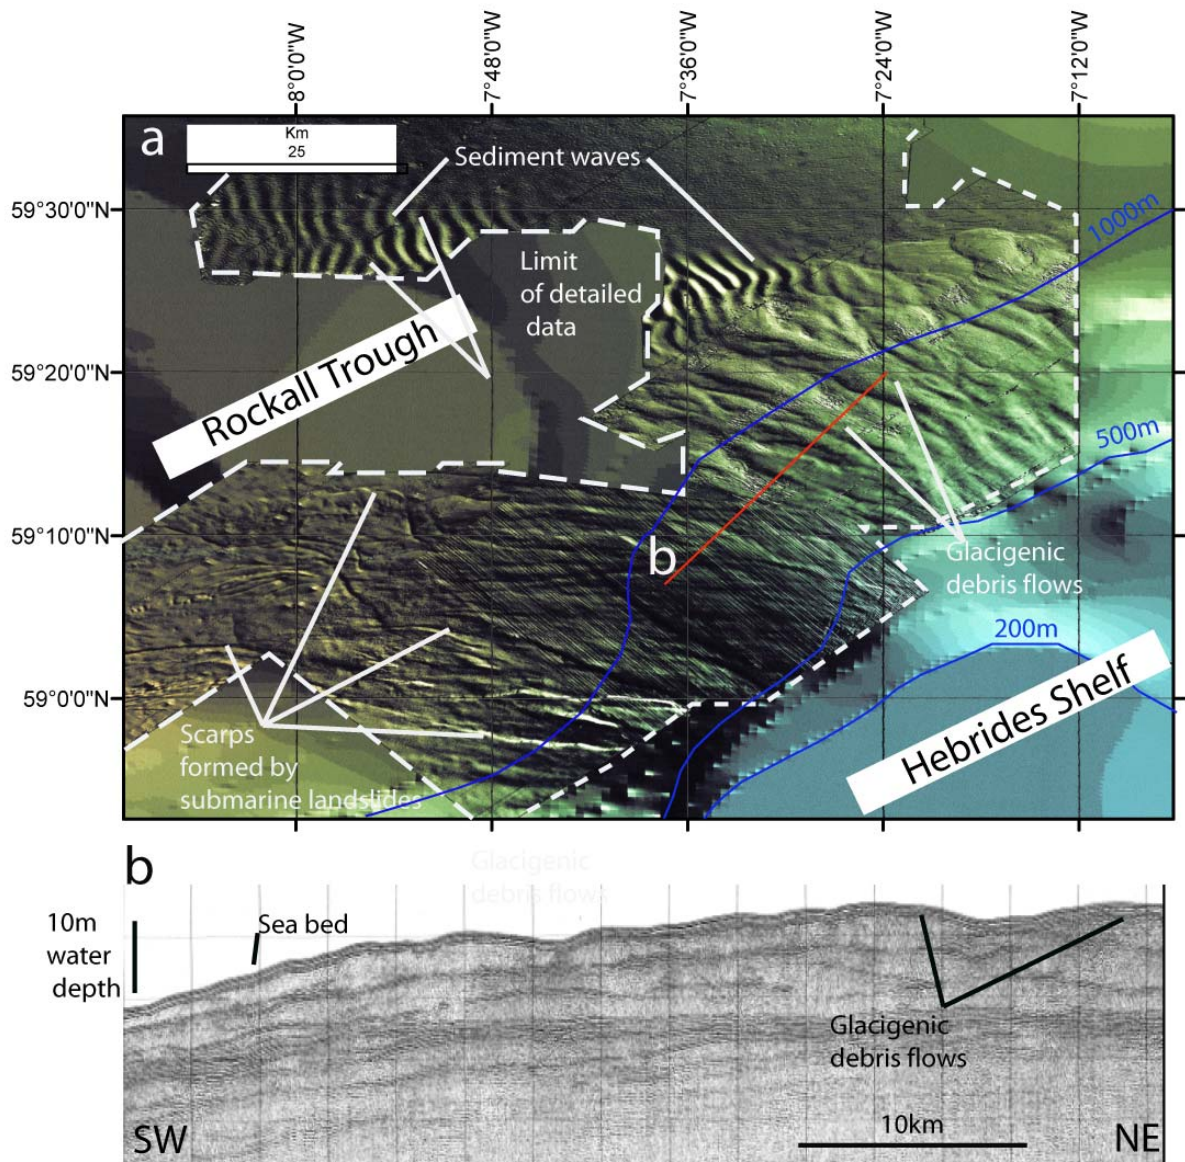 8°0'0"W
7°48'0"W
7°36'0"W
7°24'0"W
7°12'0"W
a
Km
25
Sediment waves
59°30'0"N
1000m
Limit
of detailed
data
Rockall Trough
59°20'0"N
500m
59°10'0"N
b
Glacigenic
debris flows
200m
59°0'0"N
Hebrides Shelf
Scarps
formed by
submarine landslides
b
Glacigenic
debris flows
10m
water
depth
Sea bed
Glacigenic
debris flows
10km
SW
NE